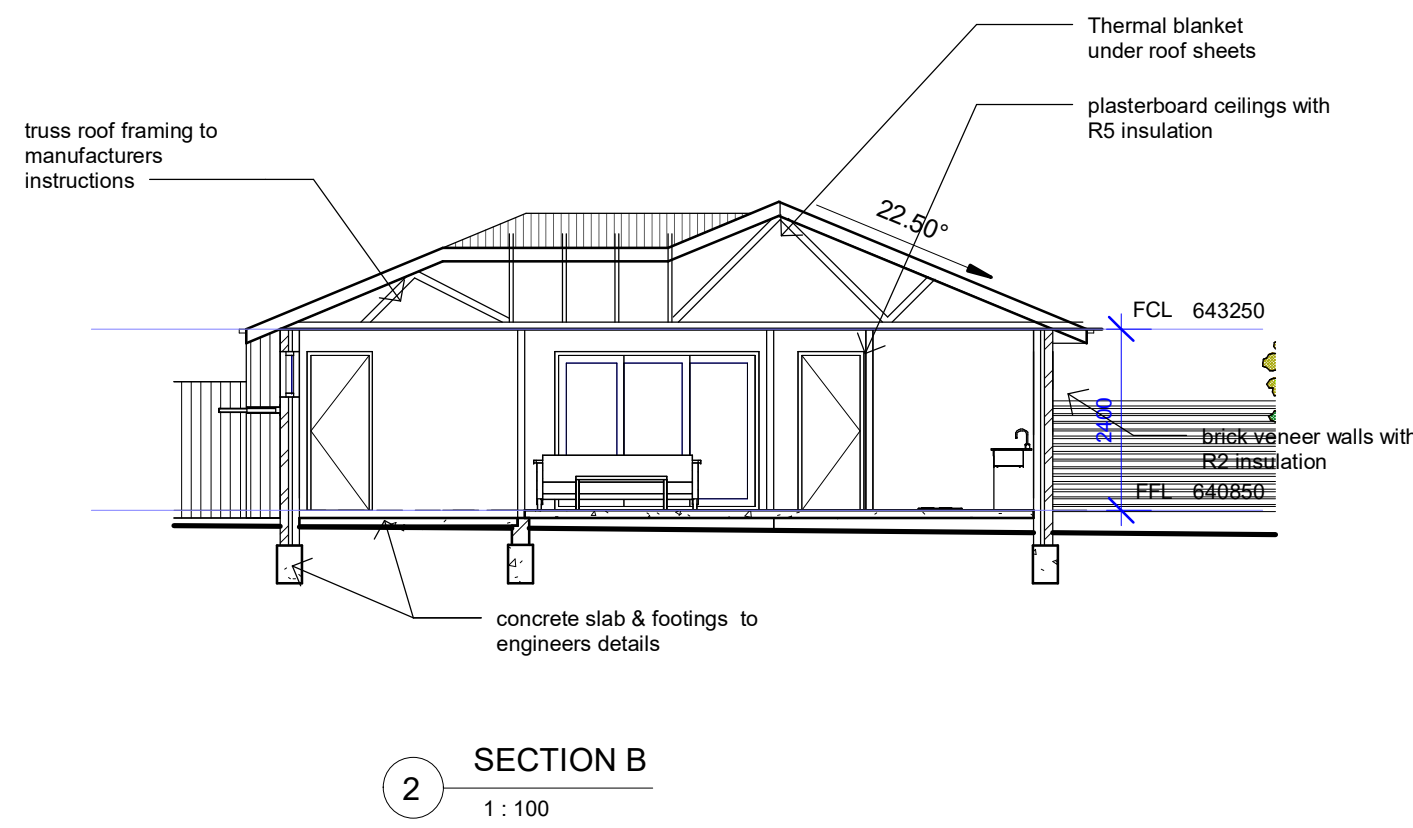 Thermal blanket
under roof sheets
plasterboard ceilings with
R5 insulation
truss roof framing to
manufacturers
instructions
22.50°
FCL 643250
2400
brick veneer walls with
R2 insulation
FFL 640850
concrete slab & footings to
engineers details
2
SECTION B
1 : 100